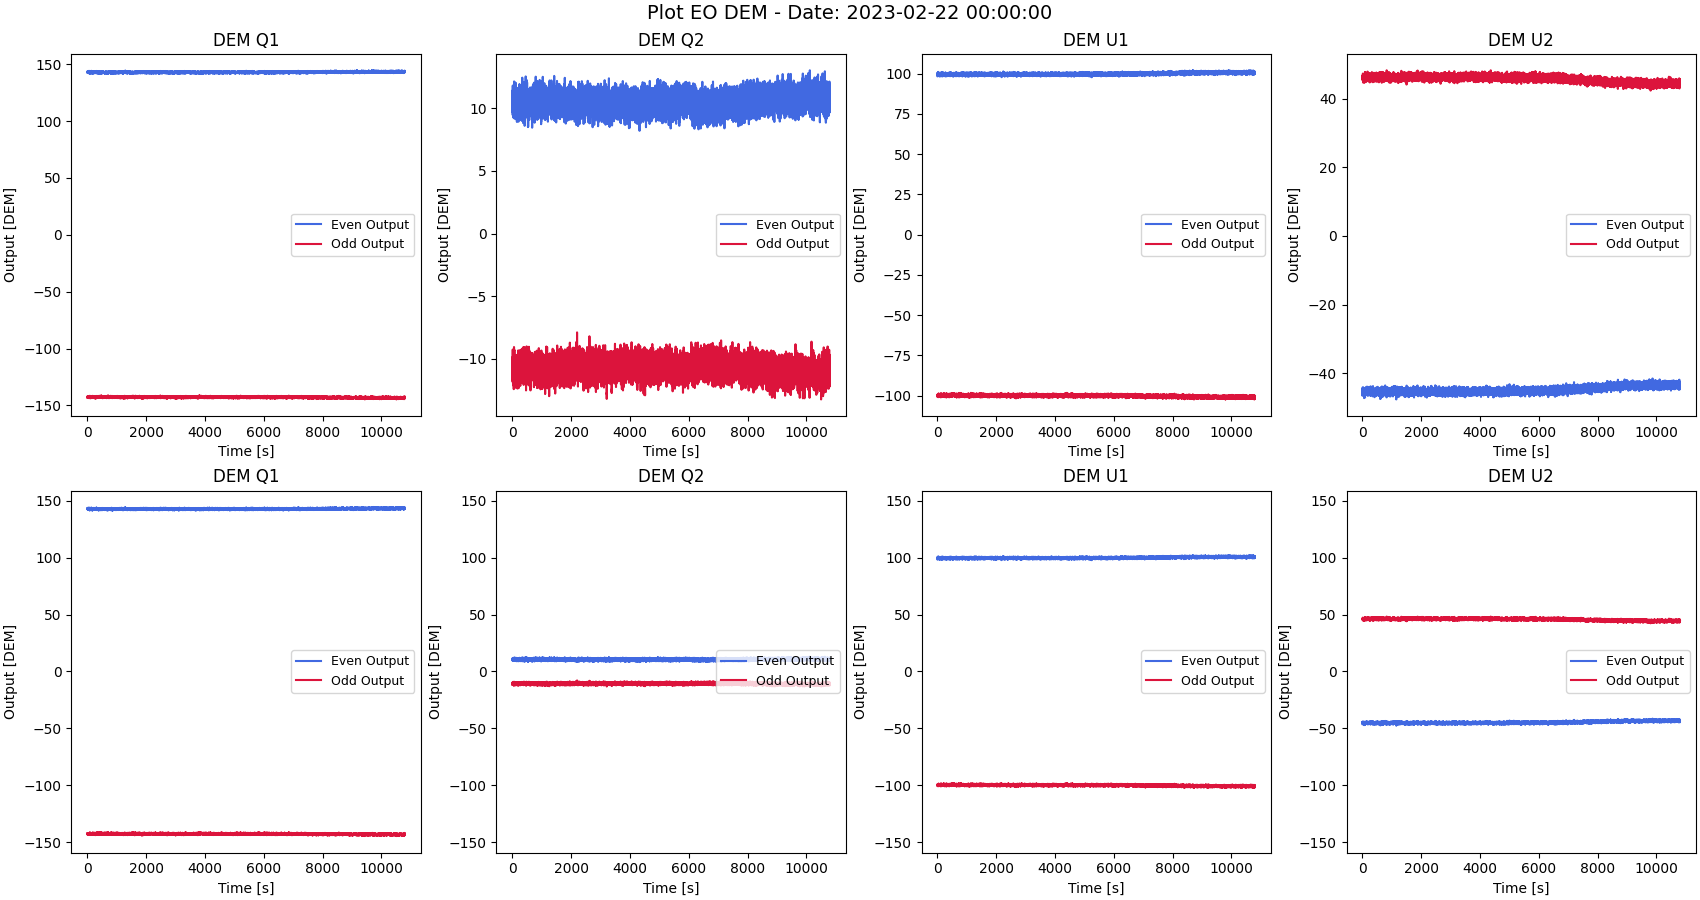 Plot EO DEM - Date: 2023-02-22 00:00:00
DEM Q1
150
100
50
0
−50
−100
−150
Output [DEM]
Even Output
Odd Output
0 2000 4000 6000 8000 10000
Time [s]
DEM Q2
10
5
0
−5
−10
Output [DEM]
Even Output
Odd Output
0 2000 4000 6000 8000 10000
Time [s]
DEM U1
100
75
50
25
0
−25
−50
−75
−100
Output [DEM]
Even Output
Odd Output
0 2000 4000 6000 8000 10000
Time [s]
DEM U2
40
20
0
−20
−40
Output [DEM]
Even Output
Odd Output
0 2000 4000 6000 8000 10000
Time [s]
DEM Q1
150
100
50
0
−50
−100
−150
Output [DEM]
Even Output
Odd Output
0 2000 4000 6000 8000 10000
Time [s]
DEM Q2
150
100
50
0
−50
−100
−150
Output [DEM]
Even Output
Odd Output
0 2000 4000 6000 8000 10000
Time [s]
DEM U1
150
100
50
0
−50
−100
−150
Output [DEM]
Even Output
Odd Output
0 2000 4000 6000 8000 10000
Time [s]
DEM U2
150
100
50
0
−50
−100
−150
Output [DEM]
Even Output
Odd Output
0 2000 4000 6000 8000 10000
Time [s]